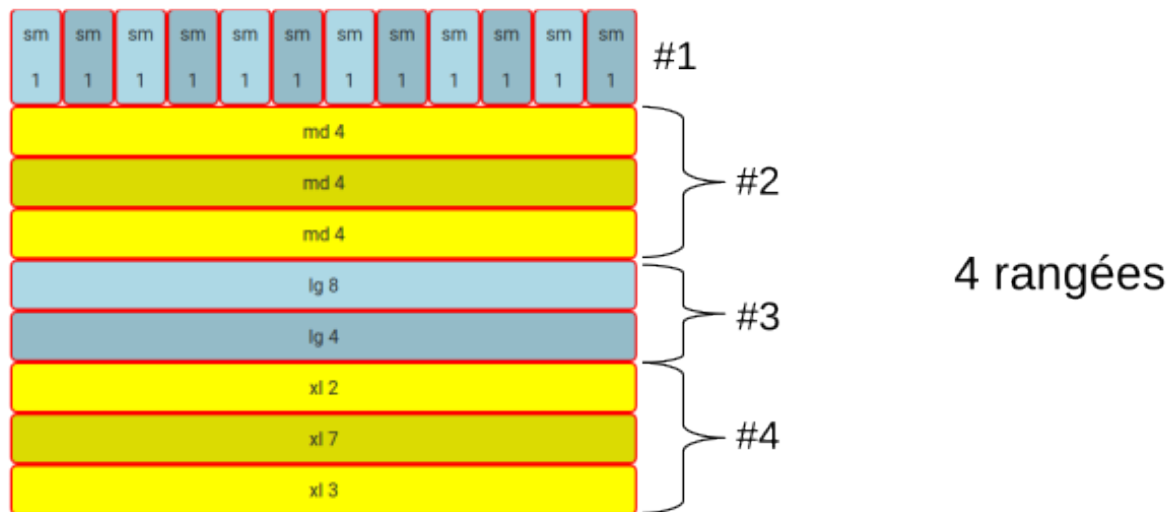 sm sm sm sm sm sm sm sm sm sm sm sm
1 1 1 1 1 1 1 1 1 1 1 1
#1
md 4
md 4
md 4
#2
lg 8
lg 4
#3
xl 2
xl 7
xl 3
#4
4 rangées